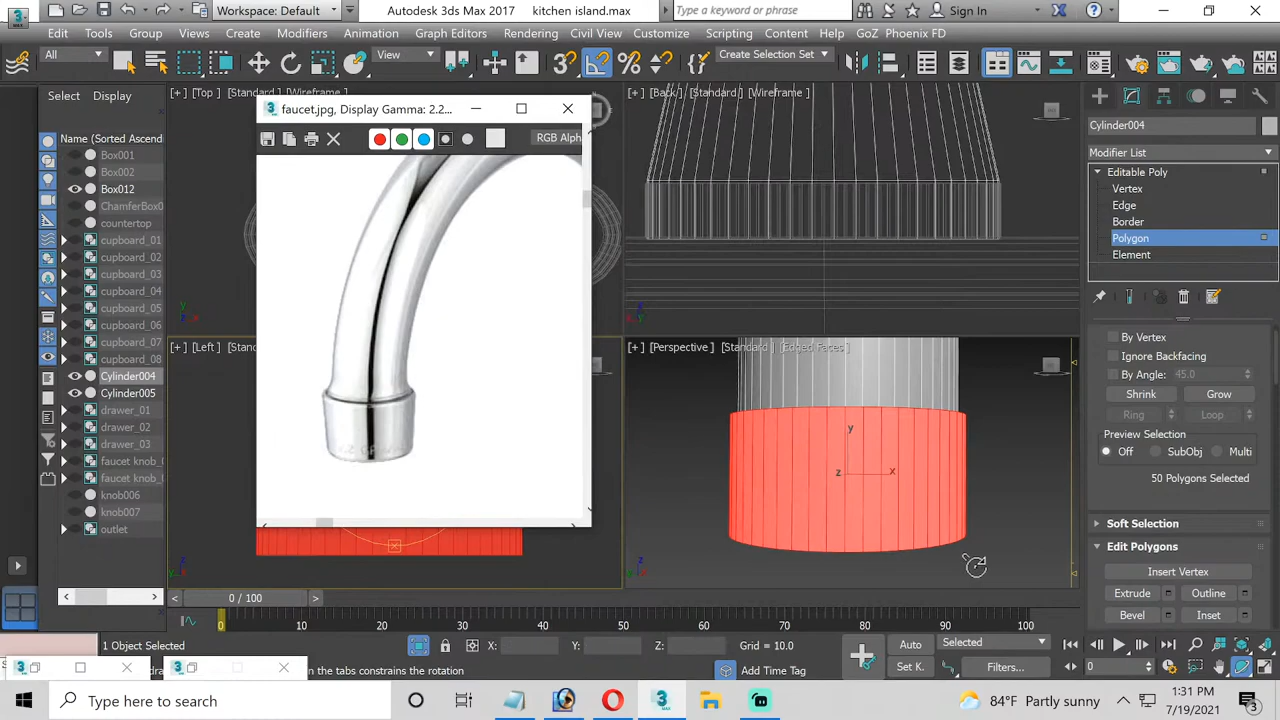 Workspace: Default
Autodesk 3ds Max 2017
kitchen island.max
Type a keyword or phrase
Sign In
Edit
Tools
Group
Views
Create
Modifiers
Animation
Graph Editors
Rendering
Civil View
Customize
Scripting
Content
Help
GoZ
Phoenix FD
All
View
Create Selection Set
Select
Display
Name (Sorted Ascend
Box001
Box002
Box012
ChamferBox0
countertop
cupboard_01
cupboard_02
cupboard_03
cupboard_04
cupboard_05
cupboard_06
cupboard_07
cupboard_08
Cylinder004
Cylinder005
drawer_01
drawer_02
drawer_03
faucet knob_
faucet knob_
knob006
knob007
outlet
[+] [Top] [Standard] [Wireframe]
[+] [Back] [Standard] [Wireframe]
[+] [Left] [Stand
[+] [Perspective] [Standard] [Edged Faces]
faucet.jpg, Display Gamma: 2.2...
RGB Alph
Cylinder004
Modifier List
Editable Poly
Vertex
Edge
Border
Polygon
Element
By Vertex
Ignore Backfacing
By Angle: 45.0
Shrink
Grow
Ring
Loop
Preview Selection
Off
SubObj
Multi
50 Polygons Selected
Soft Selection
Edit Polygons
Insert Vertex
Extrude
Outline
Bevel
Inset
0 / 100
0 10 20 30 40 50 60 70 80 90 100
1 Object Selected
X:
Y:
Z:
Grid = 10.0
Auto
Selected
n the tabs constrains the rotation
Add Time Tag
Set K.
Filters...
0
Type here to search
84°F Partly sunny
1:31 PM
7/19/2021
3